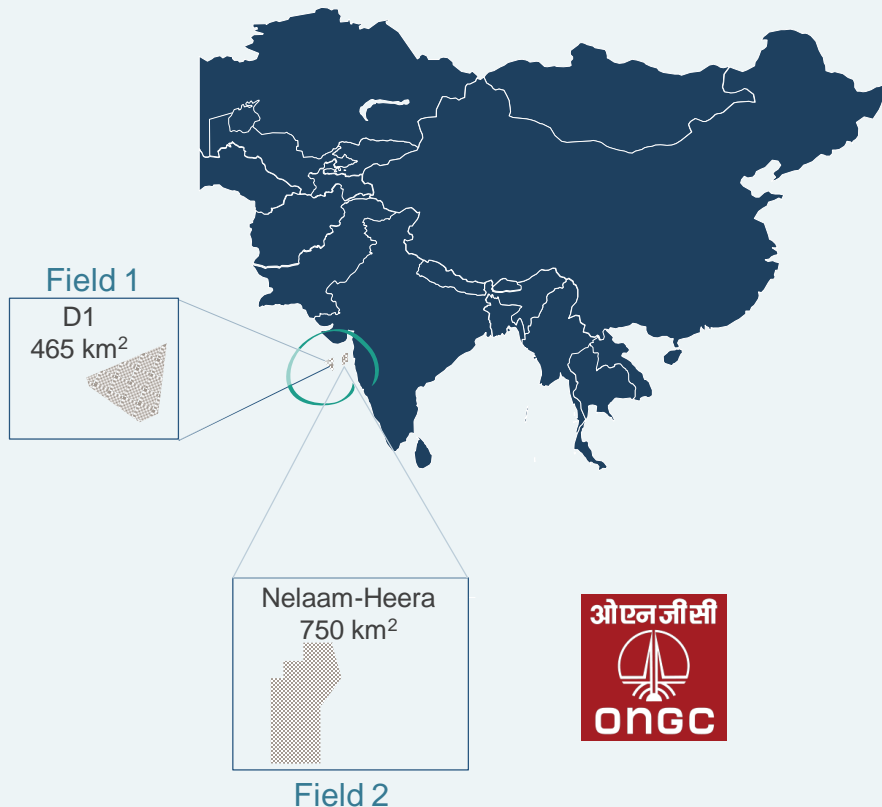 Field 1
D1
465 km²
Nelaam-Heera
750 km²
Field 2
ओएनजीसी
ongc